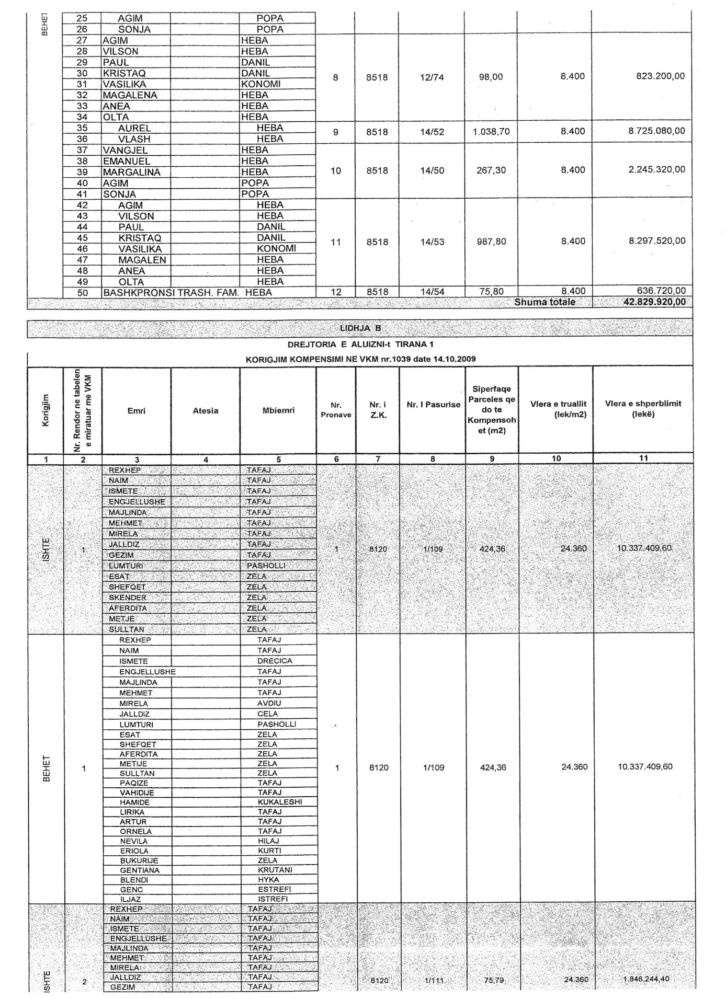 BEHET
25 AGIM POPA
26 SONJA POPA
27 AGIM HEBA
28 VILSON HEBA
29 PAUL DANIL
30 KRISTAQ DANIL
31 VASILIKA KONOMI
32 MAGALENA HEBA
33 ANEA HEBA
34 OLTA HEBA
8 8518 12/74 98,00 8.400 823.200,00
35 AUREL HEBA
36 VLASH HEBA
9 8518 14/52 1.038,70 8.400 8.725.080,00
37 VANGJEL HEBA
38 EMANUEL HEBA
39 MARGALINA HEBA
40 AGIM POPA
41 SONJA POPA
10 8518 14/50 267,30 8.400 2.245.320,00
42 AGIM HEBA
43 VILSON HEBA
44 PAUL DANIL
45 KRISTAQ DANIL
46 VASILIKA KONOMI
47 MAGALEN HEBA
48 ANEA HEBA
49 OLTA HEBA
11 8518 14/53 987,80 8.400 8.297.520,00
50 BASHKPRONSI TRASH. FAM. HEBA 12 8518 14/54 75,80 8.400 636.720,00
Shuma totale 42.829.920,00
LIDHJA B
DREJTORIA E ALUIZNI-t TIRANA 1
KORIGJIM KOMPENSIMI NE VKM nr.1039 date 14.10.2009
Korigjim
Nr. Rendor ne tabelen
e miratuar me VKM
Emri
Atesia
Mbiemri
Nr.
Pronave
Nr. i
Z.K.
Nr. I Pasurise
Siperfaqe
Parceles qe
do te
Kompensoh
et (m2)
Vlera e truallit
(lek/m2)
Vlera e shperblimit
(lekë)
1 2 3 4 5 6 7 8 9 10 11
ISHTE
1
REXHEP TAFAJ
NAIM TAFAJ
ISMETE TAFAJ
ENGJELLUSHE TAFAJ
MAJLINDA TAFAJ
MEHMET TAFAJ
MIRELA TAFAJ
JALLDIZ TAFAJ
GEZIM TAFAJ
LUMTURI PASHOLLI
ESAT ZELA
SHEFQET ZELA
SKENDER ZELA
AFERDITA ZELA
METJE ZELA
SULLTAN ZELA
1 8120 1/109 424,36 24.360 10.337.409,60
BEHET
1
REXHEP TAFAJ
NAIM TAFAJ
ISMETE DRECICA
ENGJELLUSHE TAFAJ
MAJLINDA TAFAJ
MEHMET TAFAJ
MIRELA AVDIU
JALLDIZ CELA
LUMTURI PASHOLLI
ESAT ZELA
SHEFQET ZELA
AFERDITA ZELA
METIJE ZELA
SULLTAN ZELA
PAQIZE TAFAJ
VAHIDIJE TAFAJ
HAMIDE KUKALESHI
LIRIKA TAFAJ
ARTUR TAFAJ
ORNELA TAFAJ
NEVILA HILAJ
ERIOLA KURTI
BUKURIJE ZELA
GENTIANA KRUTANI
BLENDI HYKA
GENC ESTREFI
ILJAZ ISTREFI
1 8120 1/109 424,36 24.360 10.337.409,60
ISHTE
2
REXHEP TAFAJ
NAIM TAFAJ
ISMETE TAFAJ
ENGJELLUSHE TAFAJ
MAJLINDA TAFAJ
MEHMET TAFAJ
MIRELA TAFAJ
JALLDIZ TAFAJ
GEZIM TAFAJ
8120 1/111 75,79 24.360 1.846.244,40